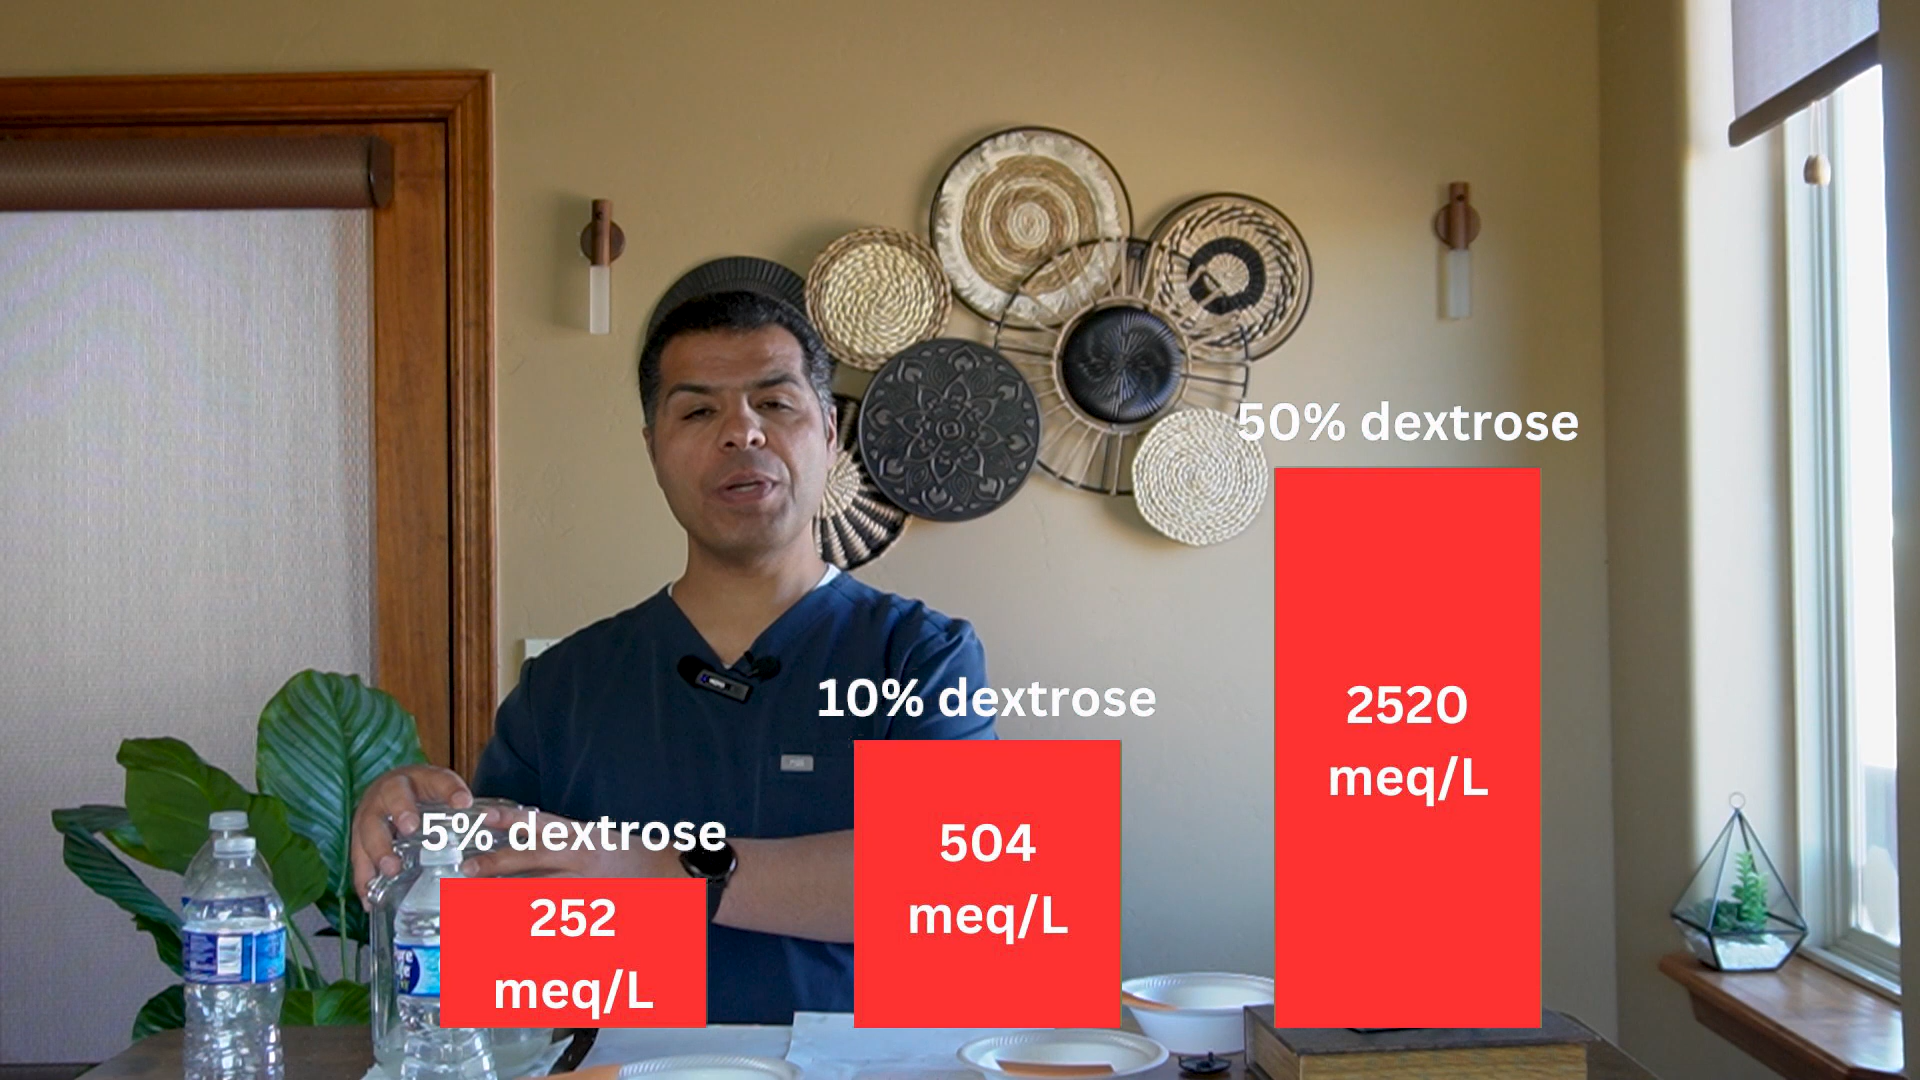 50% dextrose
10% dextrose
5% dextrose
2520
meq/L
504
meq/L
252
meq/L